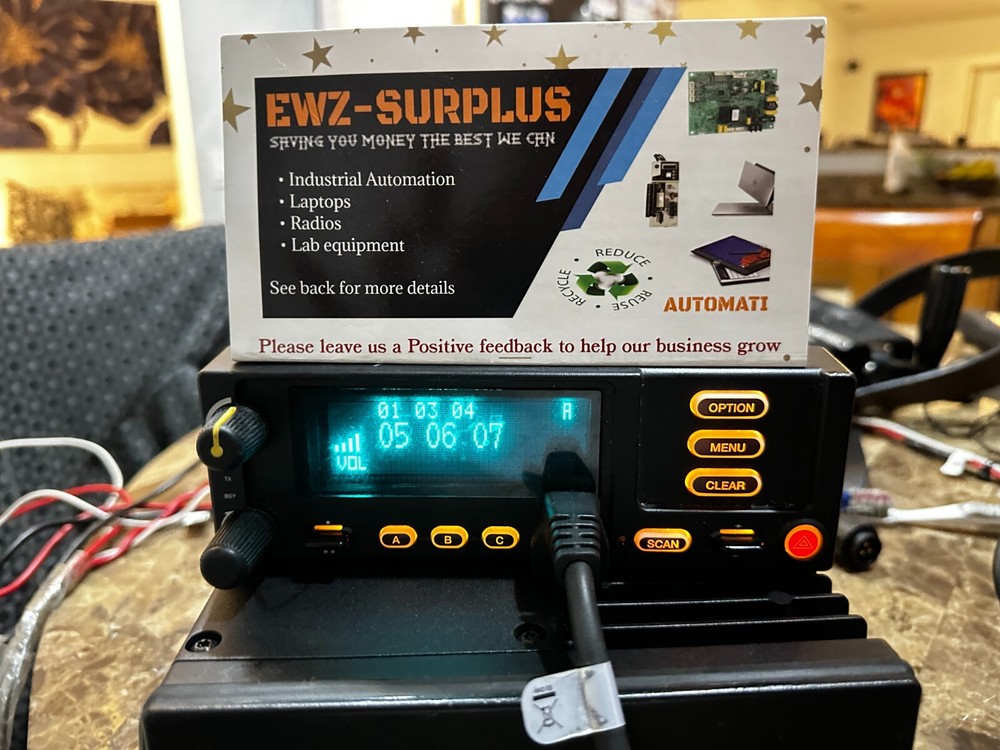 EWZ-SURPLUS
SAVING YOU MONEY THE BEST WE CAN
• Industrial Automation
• Laptops
• Radios
• Lab equipment
See back for more details
REDUCE • REUSE • RECYCLE •
AUTOMATI
Please leave us a Positive feedback to help our business grow
01 03 04 R
05 06 07
VOL
OPTION
MENU
CLEAR
TX
BSY
A B C
SCAN